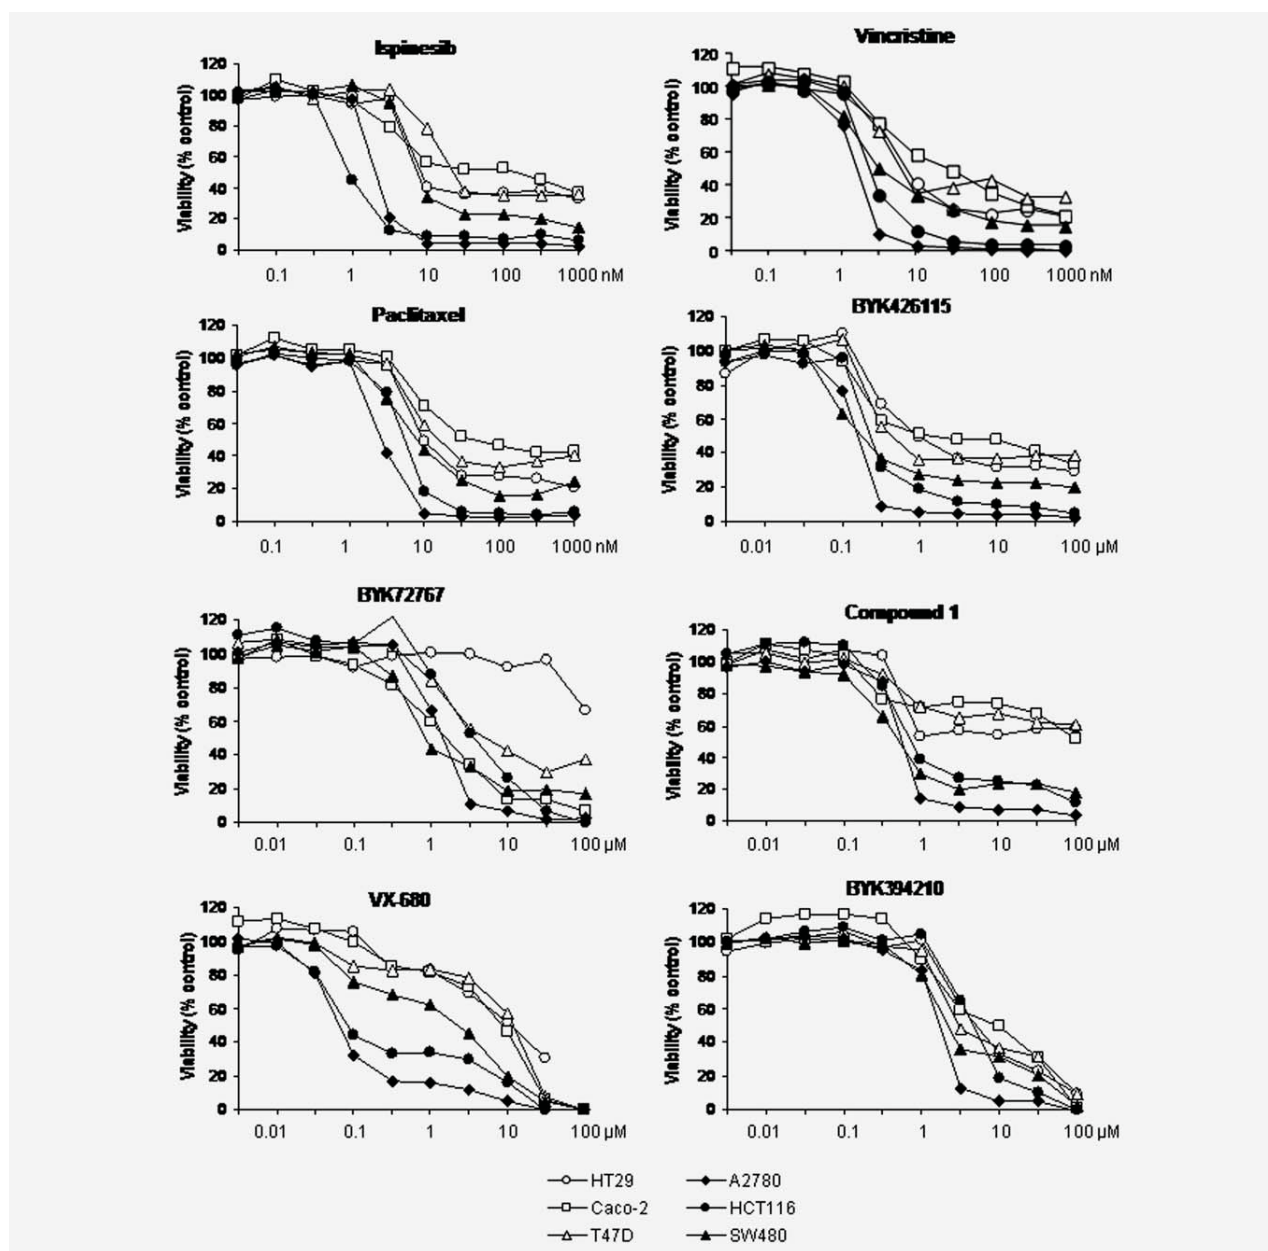 Ispinesib
Viability (% control)
120
100
80
60
40
20
0
0.1 1 10 100 1000 nM
Vincristine
Viability (% control)
120
100
80
60
40
20
0
0.1 1 10 100 1000 nM
Paclitaxel
Viability (% control)
120
100
80
60
40
20
0
0.1 1 10 100 1000 nM
BYK426115
Viability (% control)
120
100
80
60
40
20
0
0.01 0.1 1 10 100 µM
BYK72767
Viability (% control)
120
100
80
60
40
20
0
0.01 0.1 1 10 100 µM
Compound 1
Viability (% control)
120
100
80
60
40
20
0
0.01 0.1 1 10 100 µM
VX-680
Viability (% control)
120
100
80
60
40
20
0
0.01 0.1 1 10 100 µM
BYK394210
Viability (% control)
120
100
80
60
40
20
0
0.01 0.1 1 10 100 µM
HT29 A2780
Caco-2 HCT116
T47D SW480